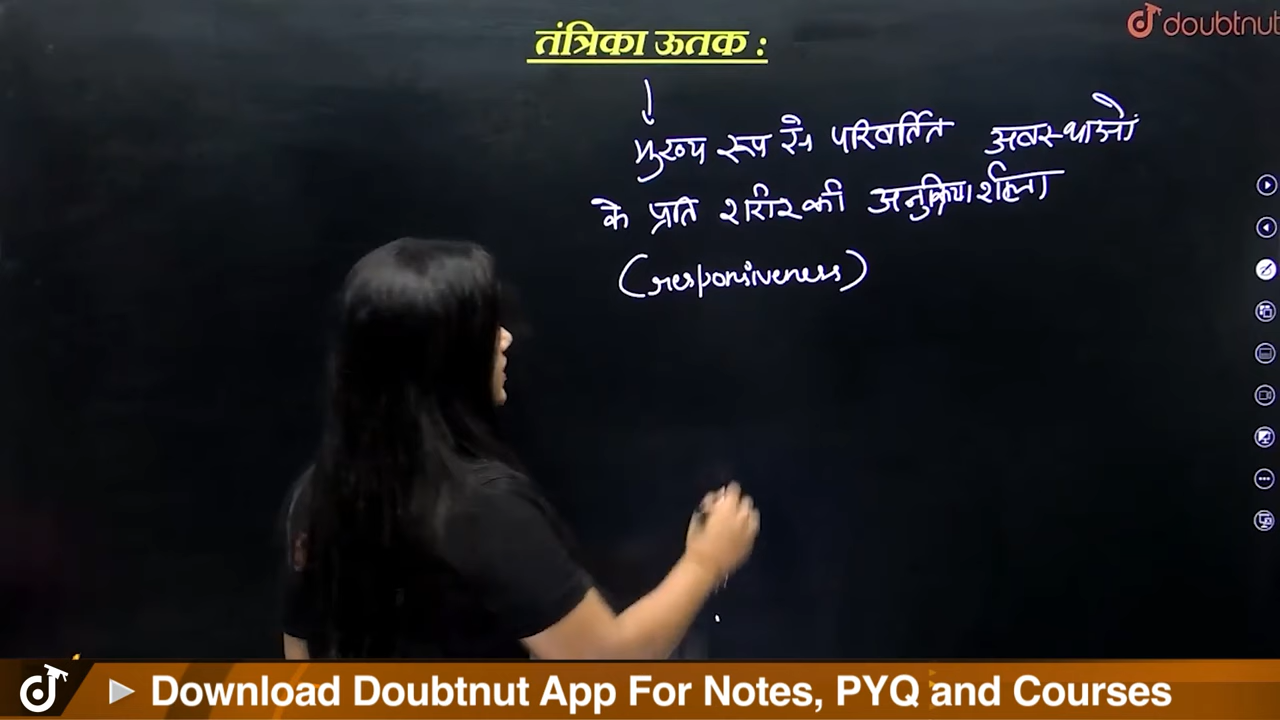 doubtnut
तंत्रिका ऊतक :
मुख्य रूप से परिवर्तित अवस्थाओं
के प्रति शरीर की अनुक्रियाशीलता
(responsiveness)
Download Doubtnut App For Notes, PYQ and Courses